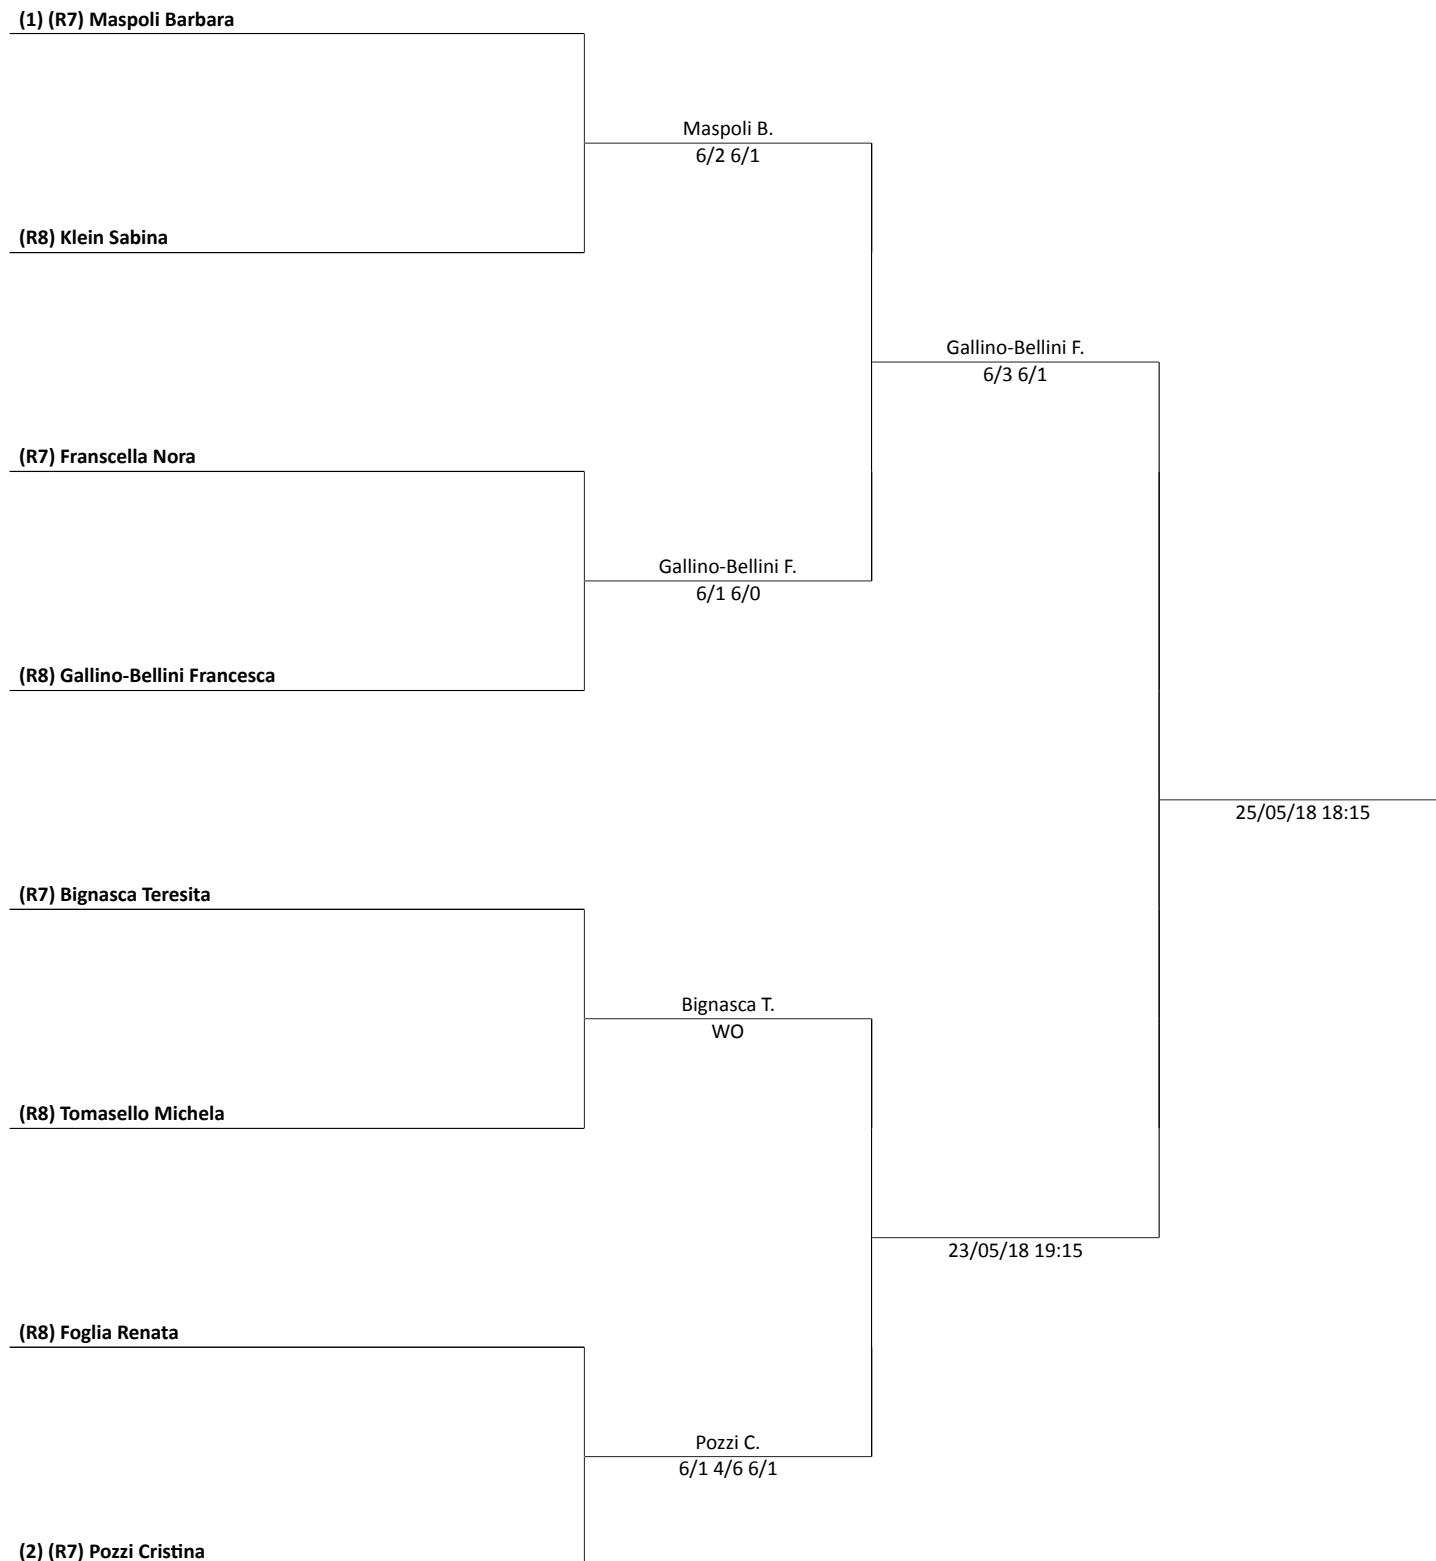 (1) (R7) Maspoli Barbara
Maspoli B.
6/2 6/1
(R8) Klein Sabina
Gallino-Bellini F.
6/3 6/1
(R7) Franscella Nora
Gallino-Bellini F.
6/1 6/0
(R8) Gallino-Bellini Francesca
25/05/18 18:15
(R7) Bignasca Teresita
Bignasca T.
WO
(R8) Tomasello Michela
23/05/18 19:15
(R8) Foglia Renata
Pozzi C.
6/1 4/6 6/1
(2) (R7) Pozzi Cristina